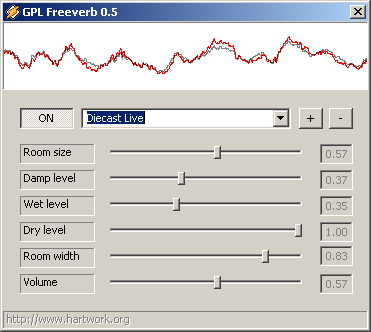 GPL Freeverb 0.5
ON Diecast Live + -
Room size 0.57
Damp level 0.37
Wet level 0.35
Dry level 1.00
Room width 0.83
Volume 0.57
http://www.hartwork.org